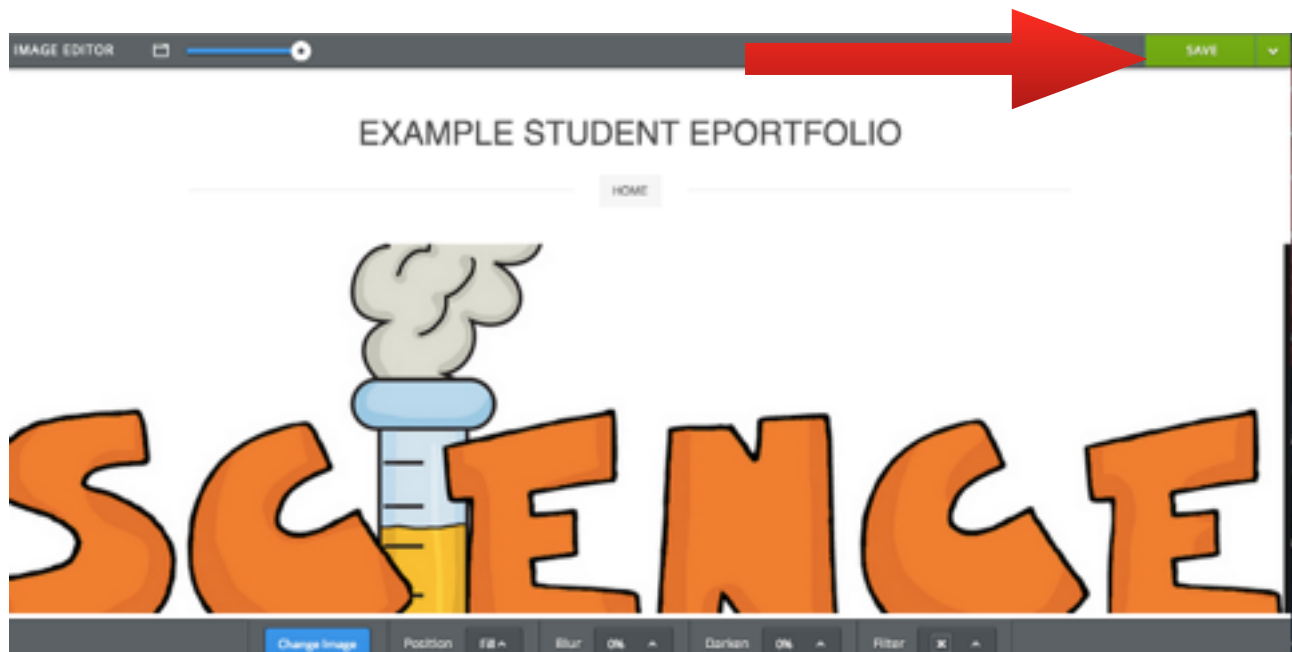 IMAGE EDITOR SAVE
EXAMPLE STUDENT EPORTFOLIO
HOME
SCIENCE
Change Image Position Fill Blur 0% Darken 0% Filter